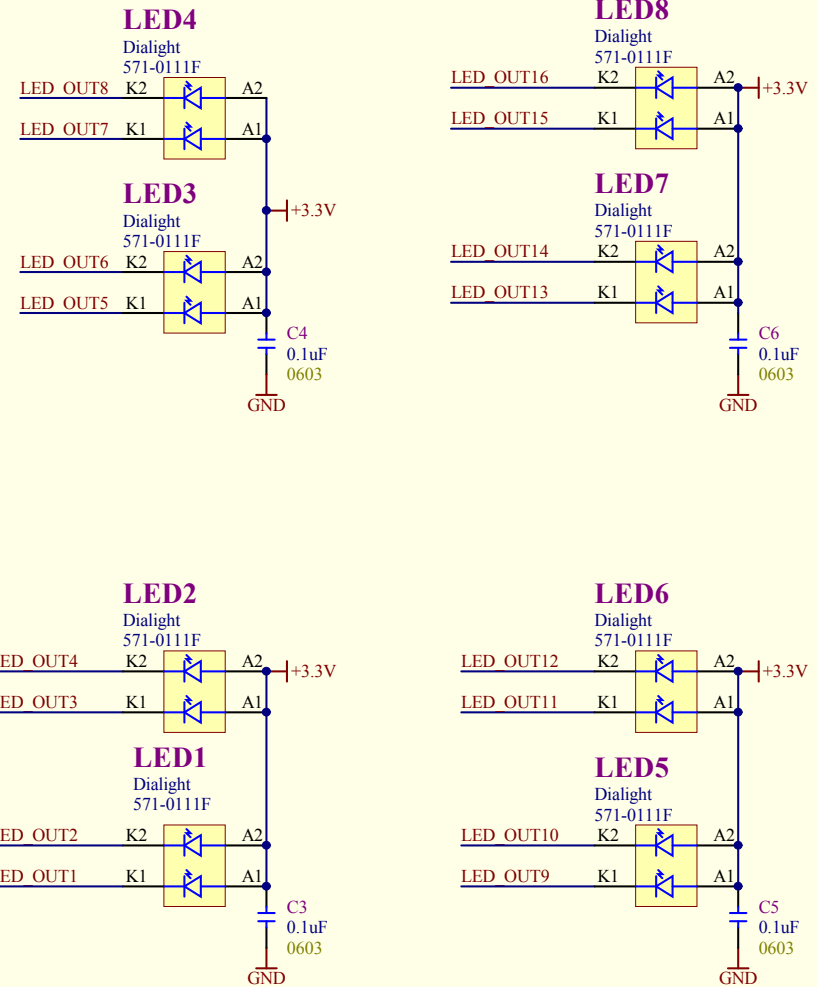 LED4
Dialight
571-0111F
LED_OUT8 K2 A2
LED_OUT7 K1 A1
LED3
Dialight
571-0111F
+3.3V
LED_OUT6 K2 A2
LED_OUT5 K1 A1
C4
0.1uF
0603
GND
LED8
Dialight
571-0111F
LED_OUT16 K2 A2 +3.3V
LED_OUT15 K1 A1
LED7
Dialight
571-0111F
LED_OUT14 K2 A2
LED_OUT13 K1 A1
C6
0.1uF
0603
GND
LED2
Dialight
571-0111F
ED_OUT4 K2 A2 +3.3V
ED_OUT3 K1 A1
LED1
Dialight
571-0111F
ED_OUT2 K2 A2
ED_OUT1 K1 A1
C3
0.1uF
0603
GND
LED6
Dialight
571-0111F
LED_OUT12 K2 A2 +3.3V
LED_OUT11 K1 A1
LED5
Dialight
571-0111F
LED_OUT10 K2 A2
LED_OUT9 K1 A1
C5
0.1uF
0603
GND